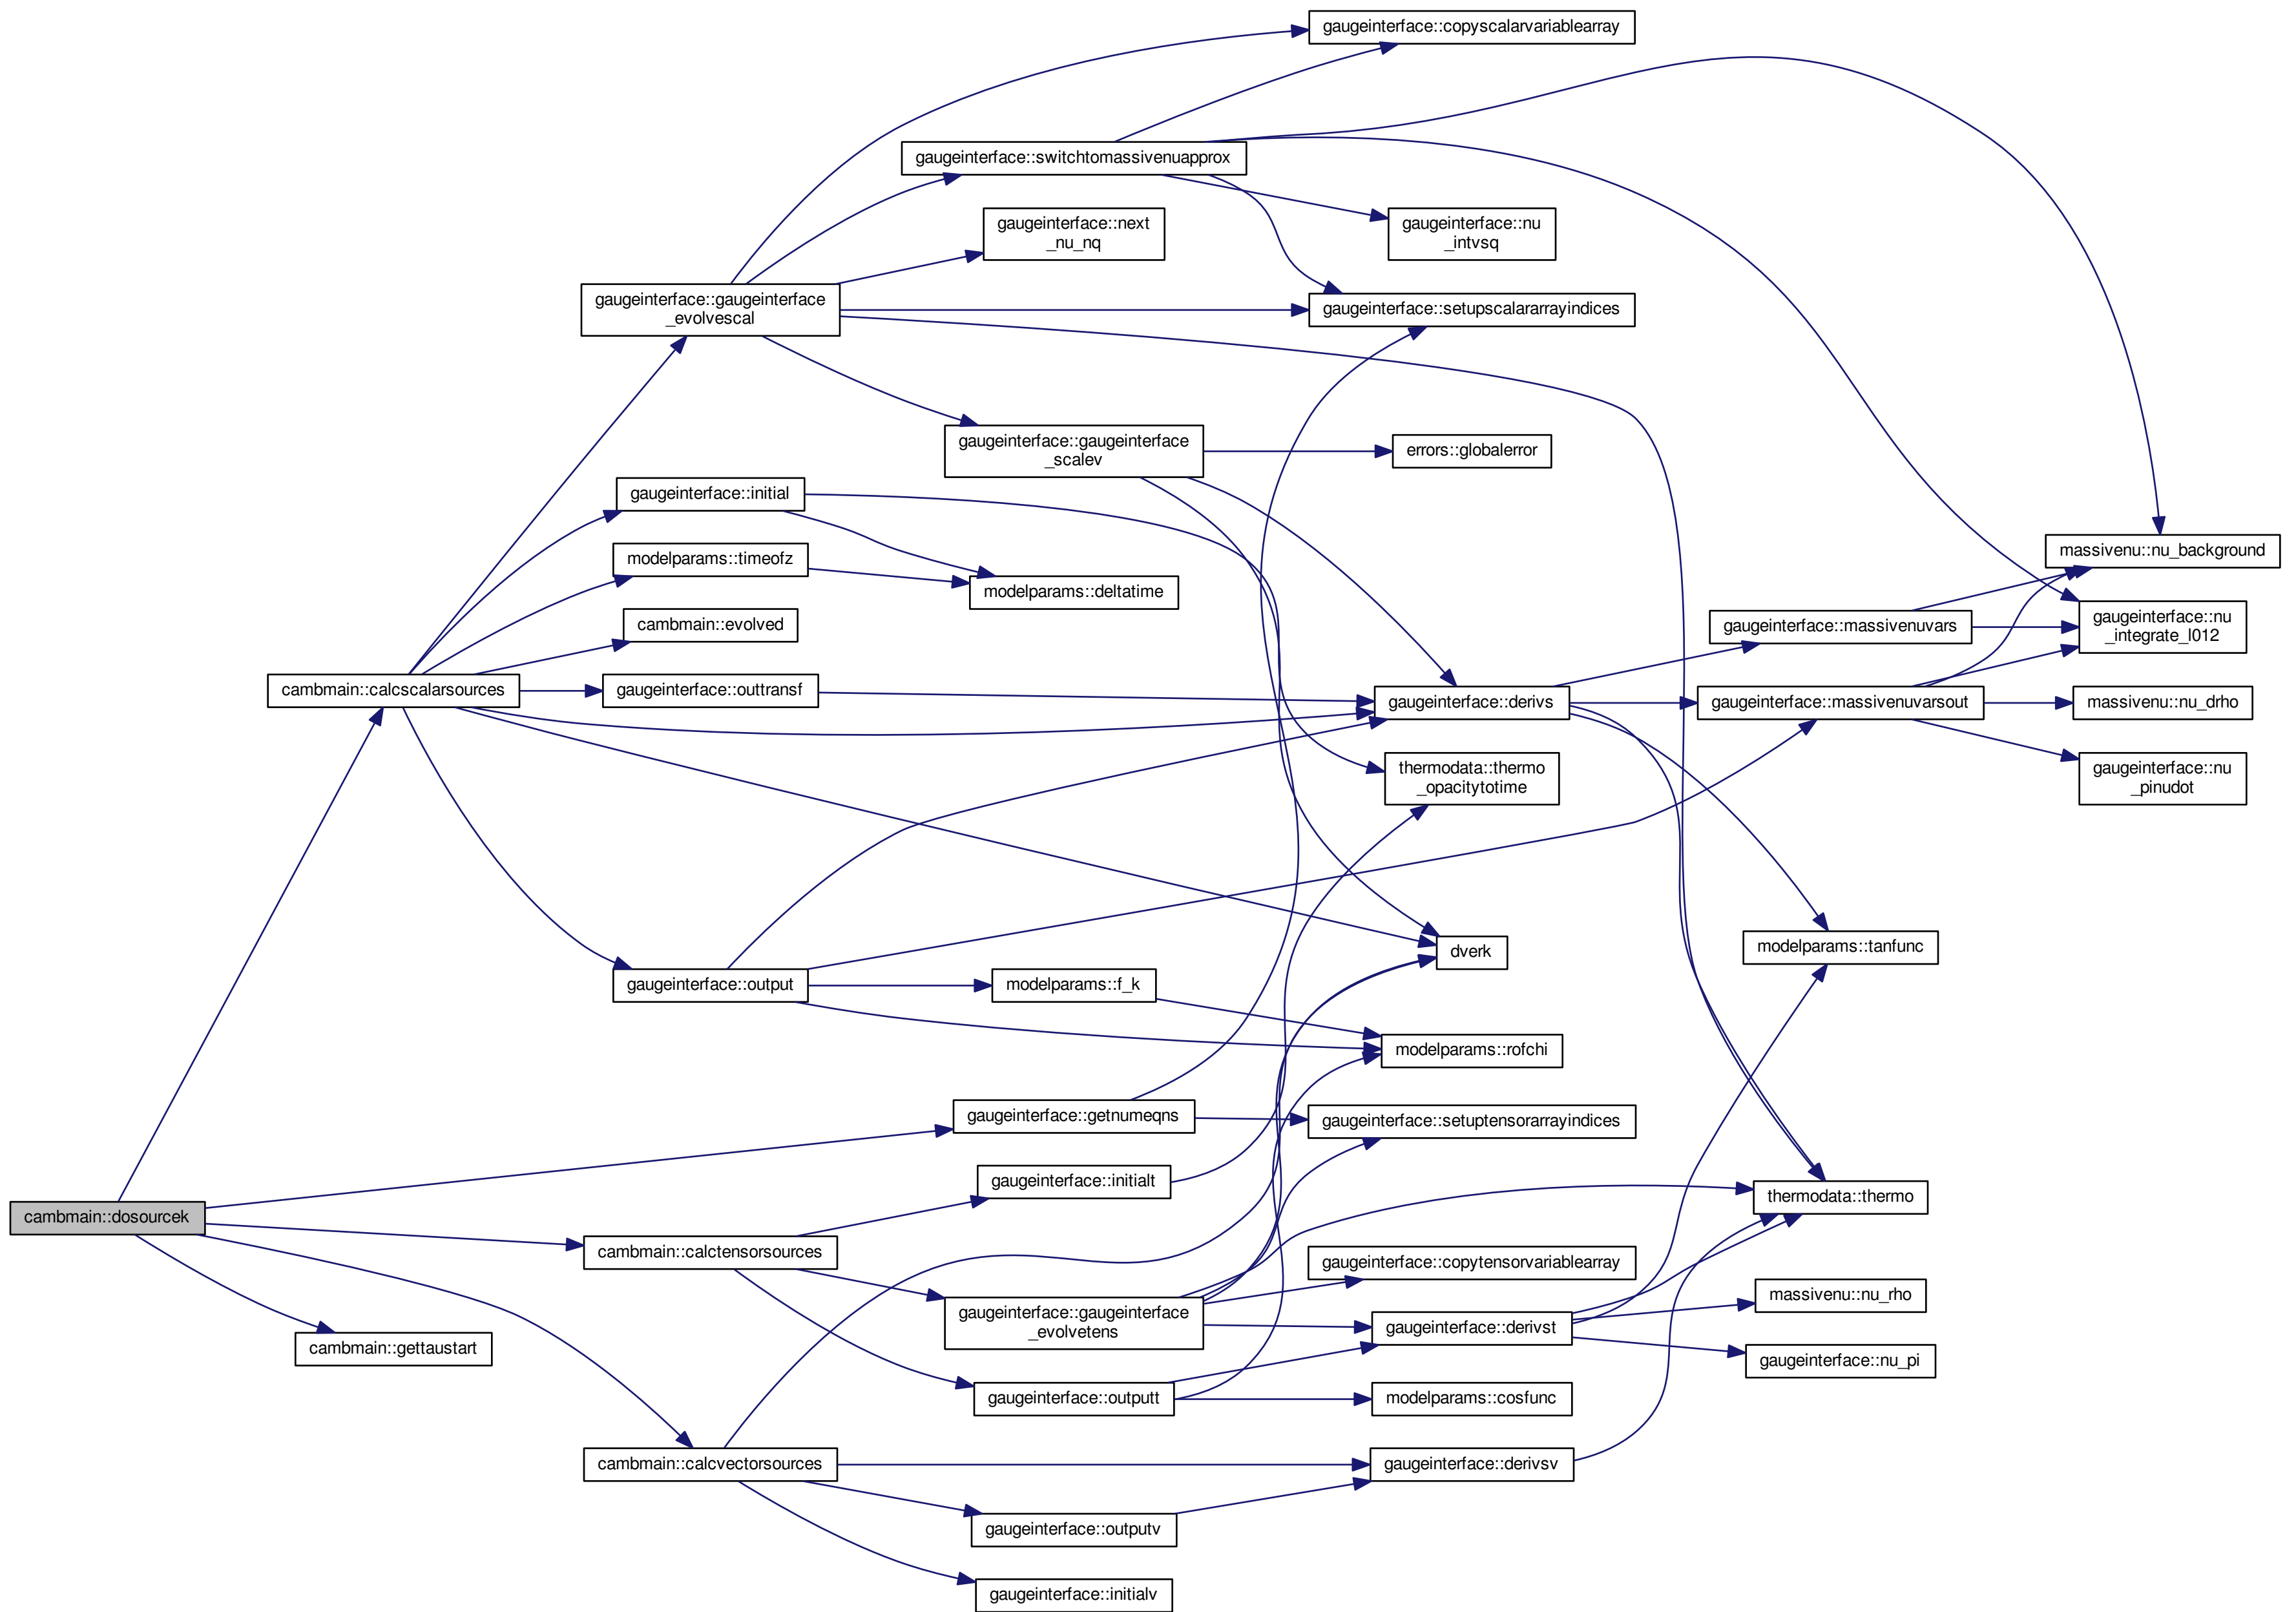 gaugeinterface::copyscalarvariablearray
gaugeinterface::switchtomassivenuapprox
gaugeinterface::next
_nu_nq
gaugeinterface::nu
_intvsq
gaugeinterface::gaugeinterface
_evolvescal
gaugeinterface::setupscalararrayindices
gaugeinterface::gaugeinterface
_scalev
errors::globalerror
gaugeinterface::initial
modelparams::timeofz
modelparams::deltatime
massivenu::nu_background
cambmain::evolved
gaugeinterface::massivenuvars
gaugeinterface::nu
_integrate_l012
cambmain::calcscalarsources
gaugeinterface::outtransf
gaugeinterface::derivs
gaugeinterface::massivenuvarsout
massivenu::nu_drho
thermodata::thermo
_opacitytotime
gaugeinterface::nu
_pinudot
dverk
modelparams::tanfunc
gaugeinterface::output
modelparams::f_k
modelparams::rofchi
gaugeinterface::getnumeqns
gaugeinterface::setuptensorarrayindices
gaugeinterface::initialt
thermodata::thermo
cambmain::dosourcek
cambmain::calctensorsources
gaugeinterface::copytensorvariablearray
gaugeinterface::gaugeinterface
_evolvetens
massivenu::nu_rho
gaugeinterface::derivst
cambmain::gettaustart
gaugeinterface::nu_pi
gaugeinterface::outputt
modelparams::cosfunc
cambmain::calcvectorsources
gaugeinterface::derivsv
gaugeinterface::outputv
gaugeinterface::initialv